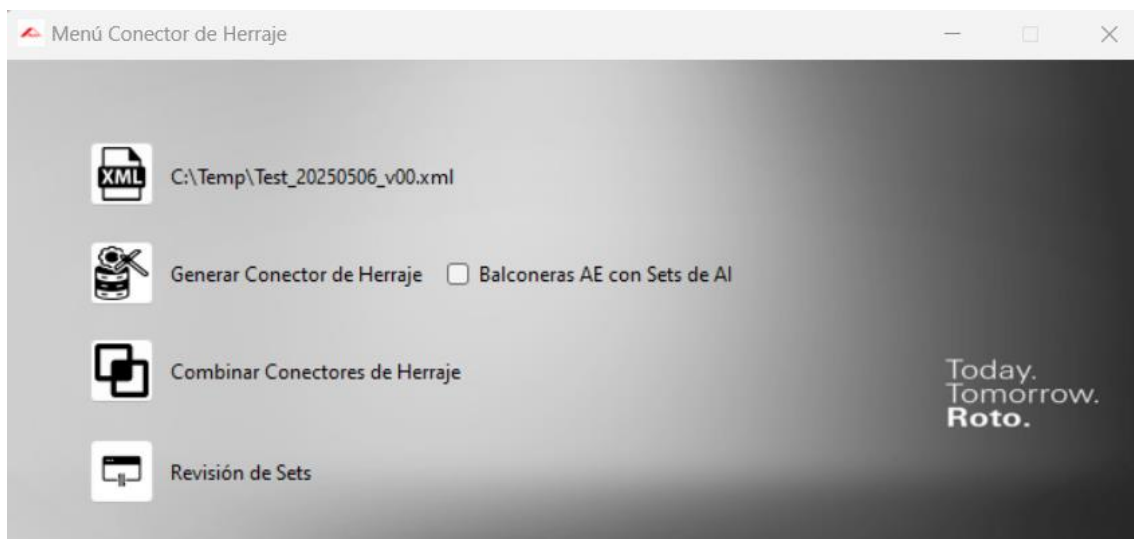 Menú Conector de Herraje
XML
C:\Temp\Test_20250506_v00.xml
Generar Conector de Herraje
Balconeras AE con Sets de AI
Combinar Conectores de Herraje
Revisión de Sets
Today.
Tomorrow.
Roto.